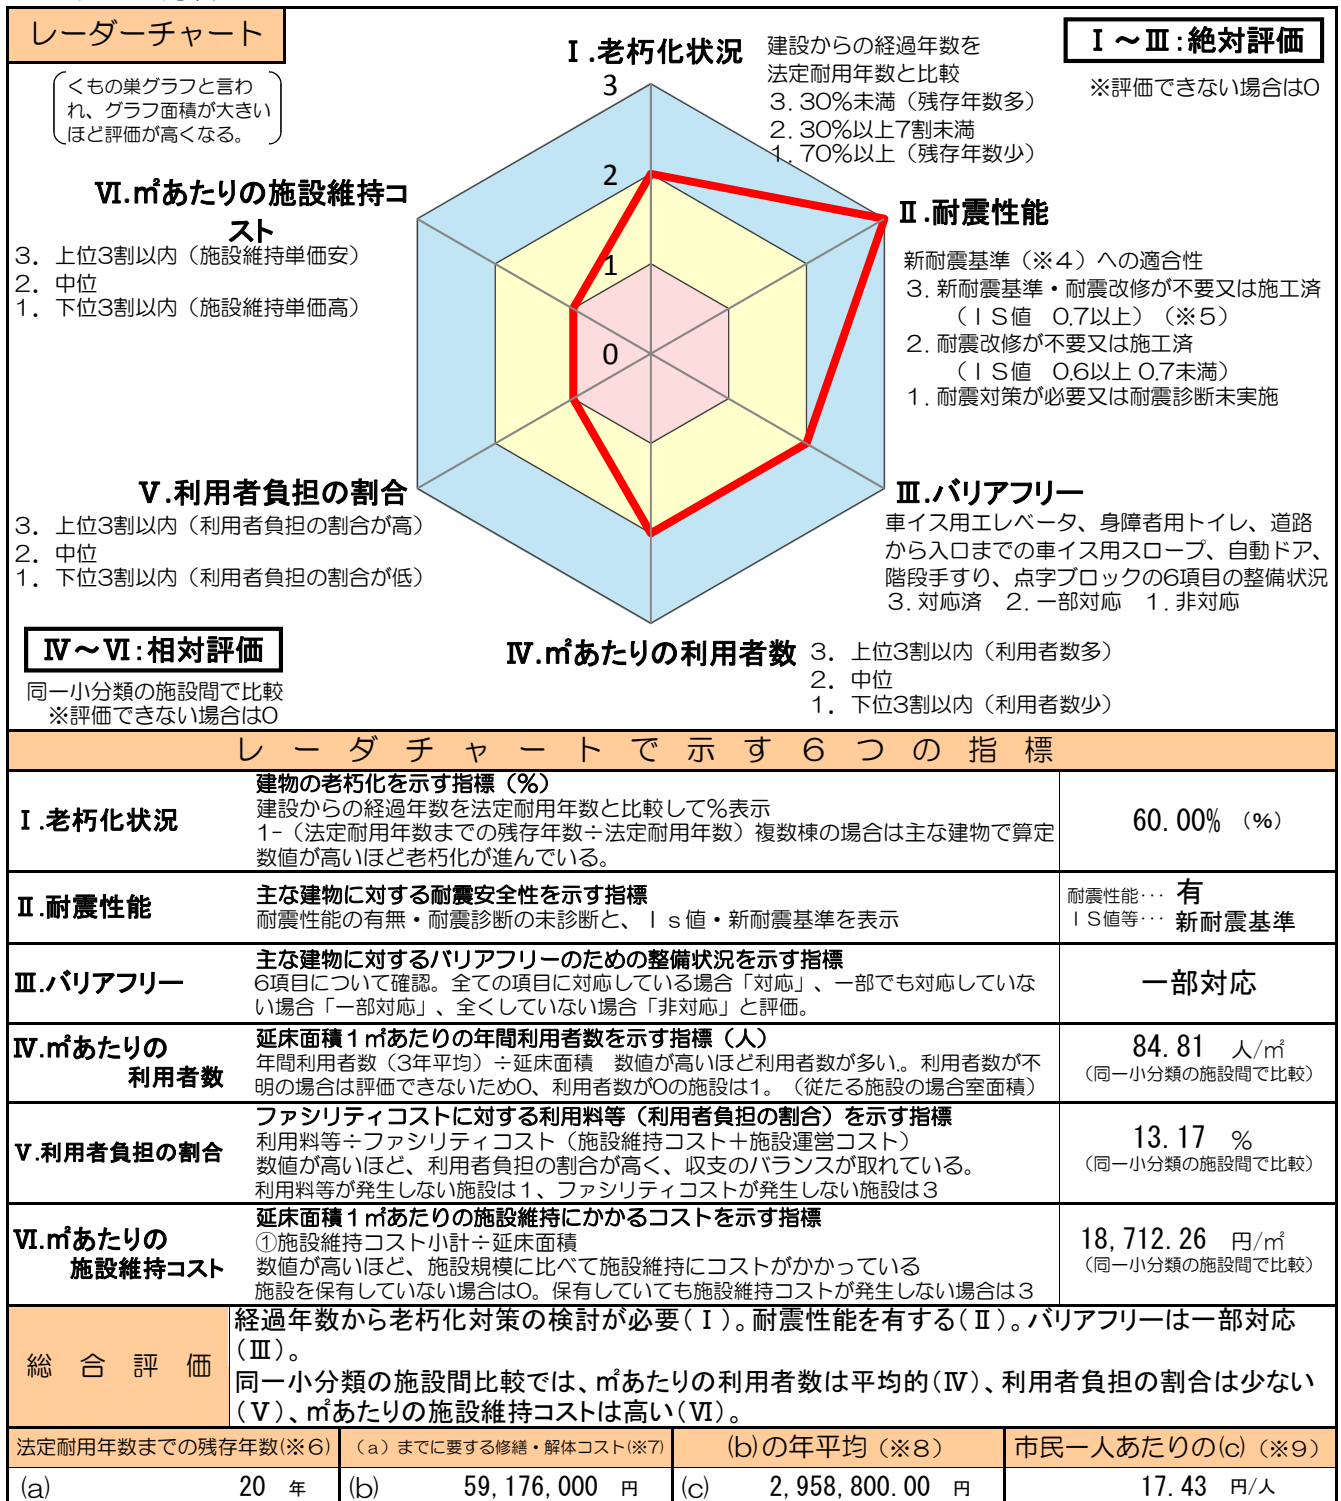 レーダーチャート
くもの巣グラフと言わ
れ、グラフ面積が大きい
ほど評価が高くなる。
Ⅰ～Ⅲ:絶対評価
※評価できない場合は0
Ⅰ.老朽化状況
建設からの経過年数を
法定耐用年数と比較
3. 30%未満（残存年数多）
2. 30%以上7割未満
1. 70%以上（残存年数少）
3
2
1
0
Ⅱ.耐震性能
新耐震基準（※4）への適合性
3. 新耐震基準・耐震改修が不要又は施工済
（ＩＳ値　0.7以上）（※5）
2. 耐震改修が不要又は施工済
（ＩＳ値　0.6以上 0.7未満）
1. 耐震対策が必要又は耐震診断未実施
Ⅵ.㎡あたりの施設維持コ
スト
3. 上位3割以内（施設維持単価安）
2. 中位
1. 下位3割以内（施設維持単価高）
Ⅴ.利用者負担の割合
3. 上位3割以内（利用者負担の割合が高）
2. 中位
1. 下位3割以内（利用者負担の割合が低）
Ⅲ.バリアフリー
車イス用エレベータ、身障者用トイレ、道路
から入口までの車イス用スロープ、自動ドア、
階段手すり、点字ブロックの6項目の整備状況
3. 対応済　2. 一部対応　1. 非対応
Ⅳ～Ⅵ:相対評価
同一小分類の施設間で比較
※評価できない場合は0
Ⅳ.㎡あたりの利用者数
3. 上位3割以内（利用者数多）
2. 中位
1. 下位3割以内（利用者数少）
レーダチャートで示す６つの指標
Ⅰ.老朽化状況
建物の老朽化を示す指標（%）
建設からの経過年数を法定耐用年数と比較して%表示
1-（法定耐用年数までの残存年数÷法定耐用年数）複数棟の場合は主な建物で算定
数値が高いほど老朽化が進んでいる。
60.00% （%）
Ⅱ.耐震性能
主な建物に対する耐震安全性を示す指標
耐震性能の有無・耐震診断の未診断と、Ｉｓ値・新耐震基準を表示
耐震性能･･･ 有
ＩＳ値等･･･ 新耐震基準
Ⅲ.バリアフリー
主な建物に対するバリアフリーのための整備状況を示す指標
6項目について確認。全ての項目に対応している場合「対応」、一部でも対応していな
い場合「一部対応」、全くしていない場合「非対応」と評価。
一部対応
Ⅳ.㎡あたりの
利用者数
延床面積１㎡あたりの年間利用者数を示す指標（人）
年間利用者数（3年平均）÷延床面積　数値が高いほど利用者数が多い。利用者数が不
明の場合は評価できないため0、利用者数が0の施設は1。（従たる施設の場合室面積）
84.81 人/㎡
（同一小分類の施設間で比較）
Ⅴ.利用者負担の割合
ファシリティコストに対する利用料等（利用者負担の割合）を示す指標
利用料等÷ファシリティコスト（施設維持コスト＋施設運営コスト）
数値が高いほど、利用者負担の割合が高く、収支のバランスが取れている。
利用料等が発生しない施設は１、ファシリティコストが発生しない施設は３
13.17 %
（同一小分類の施設間で比較）
Ⅵ.㎡あたりの
施設維持コスト
延床面積１㎡あたりの施設維持にかかるコストを示す指標
①施設維持コスト小計÷延床面積
数値が高いほど、施設規模に比べて施設維持にコストがかかっている
施設を保有していない場合は0。保有していても施設維持コストが発生しない場合は３
18,712.26 円/㎡
（同一小分類の施設間で比較）
総合評価
経過年数から老朽化対策の検討が必要(Ⅰ)。耐震性能を有する(Ⅱ)。バリアフリーは一部対応
(Ⅲ)。
同一小分類の施設間比較では、㎡あたりの利用者数は平均的(Ⅳ)、利用者負担の割合は少ない
(Ⅴ)、㎡あたりの施設維持コストは高い(Ⅵ)。
法定耐用年数までの残存年数(※6)
（a）までに要する修繕・解体コスト(※7)
(b)の年平均（※8）
市民一人あたりの(c)（※9）
(a) 20 年
(b) 59,176,000 円
(c) 2,958,800.00 円
17.43 円/人